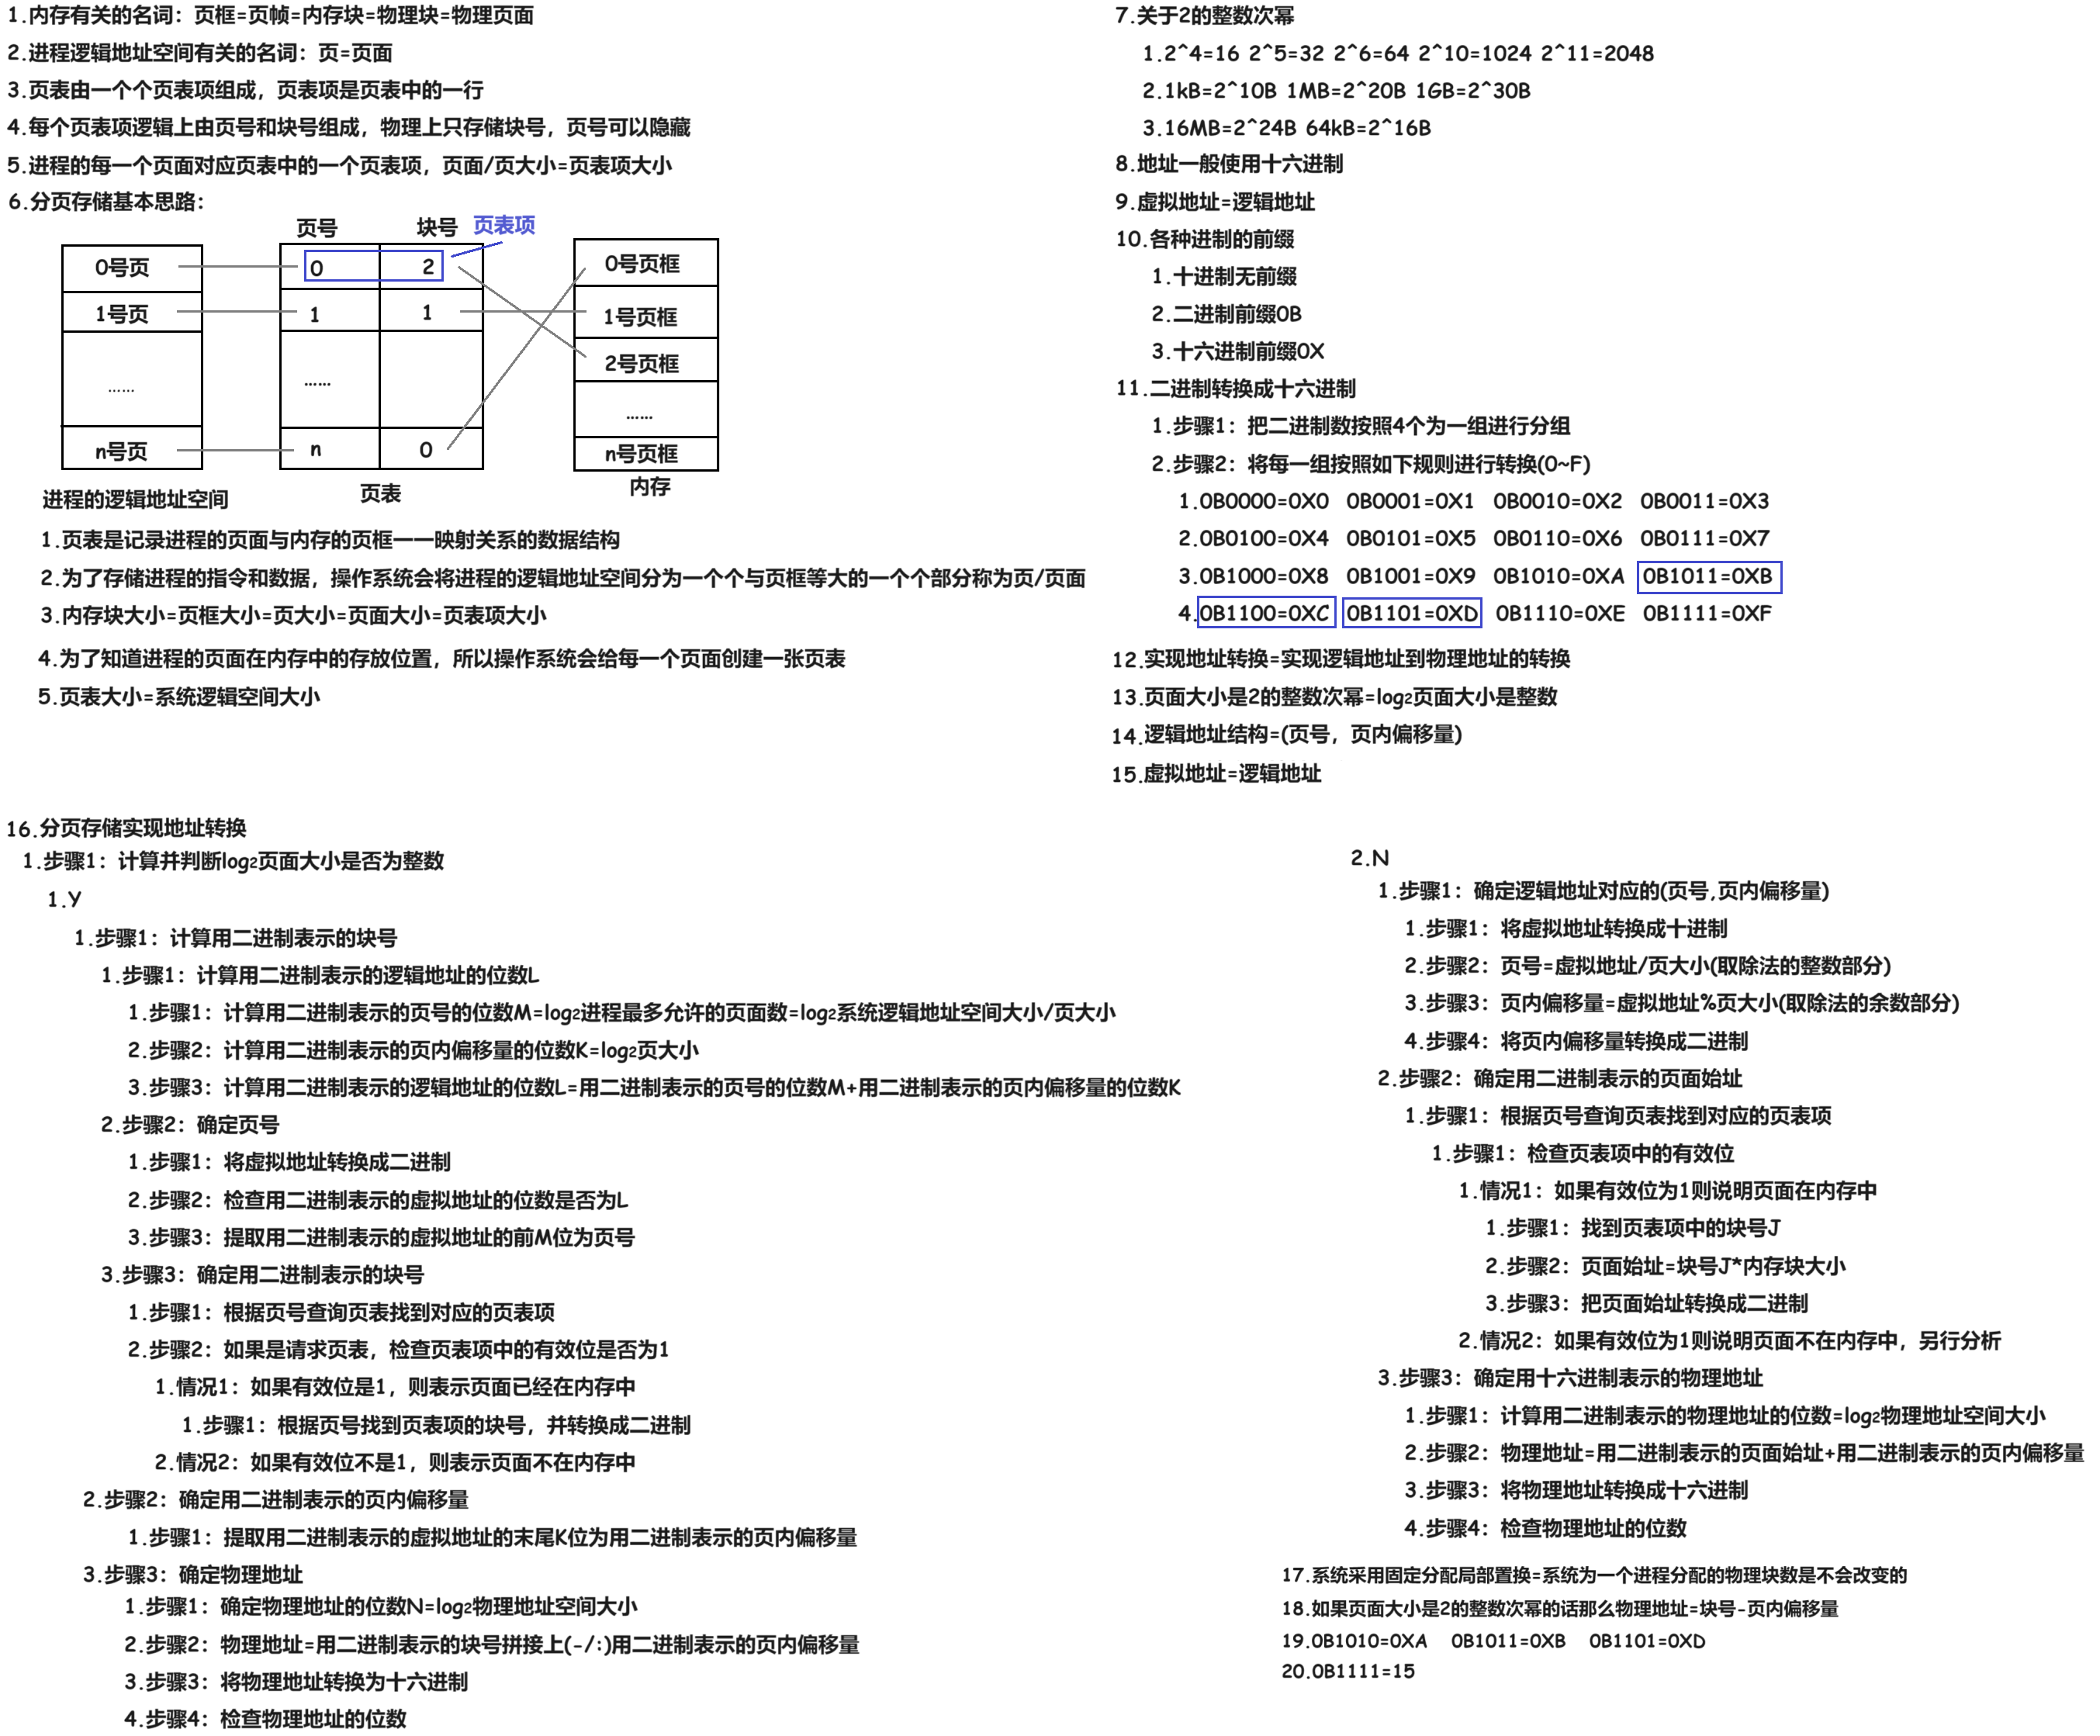 1.内存有关的名词：页框=页帧=内存块=物理块=物理页面
2.进程逻辑地址空间有关的名词：页=页面
3.页表由一个个页表项组成，页表项是页表中的一行
4.每个页表项逻辑上由页号和块号组成，物理上只存储块号，页号可以隐藏
5.进程的每一个页面对应页表中的一个页表项，页面/页大小=页表项大小
6.分页存储基本思路：
页号 块号 页表项
0号页 0 2 0号页框
1号页 1 1 1号页框
2号页框
…… …… ……
n号页 n 0 n号页框
进程的逻辑地址空间 页表 内存
1.页表是记录进程的页面与内存的页框一一映射关系的数据结构
2.为了存储进程的指令和数据，操作系统会将进程的逻辑地址空间分为一个个与页框等大的一个个部分称为页/页面
3.内存块大小=页框大小=页大小=页面大小=页表项大小
4.为了知道进程的页面在内存中的存放位置，所以操作系统会给每一个页面创建一张页表
5.页表大小=系统逻辑空间大小
7.关于2的整数次幂
1.2^4=16 2^5=32 2^6=64 2^10=1024 2^11=2048
2.1kB=2^10B 1MB=2^20B 1GB=2^30B
3.16MB=2^24B 64kB=2^16B
8.地址一般使用十六进制
9.虚拟地址=逻辑地址
10.各种进制的前缀
1.十进制无前缀
2.二进制前缀0B
3.十六进制前缀0X
11.二进制转换成十六进制
1.步骤1：把二进制数按照4个为一组进行分组
2.步骤2：将每一组按照如下规则进行转换(0~F)
1.0B0000=0X0 0B0001=0X1 0B0010=0X2 0B0011=0X3
2.0B0100=0X4 0B0101=0X5 0B0110=0X6 0B0111=0X7
3.0B1000=0X8 0B1001=0X9 0B1010=0XA 0B1011=0XB
4.0B1100=0XC 0B1101=0XD 0B1110=0XE 0B1111=0XF
12.实现地址转换=实现逻辑地址到物理地址的转换
13.页面大小是2的整数次幂=log2页面大小是整数
14.逻辑地址结构=(页号，页内偏移量)
15.虚拟地址=逻辑地址
16.分页存储实现地址转换
1.步骤1：计算并判断log2页面大小是否为整数
1.Y
1.步骤1：计算用二进制表示的块号
1.步骤1：计算用二进制表示的逻辑地址的位数L
1.步骤1：计算用二进制表示的页号的位数M=log2进程最多允许的页面数=log2系统逻辑地址空间大小/页大小
2.步骤2：计算用二进制表示的页内偏移量的位数K=log2页大小
3.步骤3：计算用二进制表示的逻辑地址的位数L=用二进制表示的页号的位数M+用二进制表示的页内偏移量的位数K
2.步骤2：确定页号
1.步骤1：将虚拟地址转换成二进制
2.步骤2：检查用二进制表示的虚拟地址的位数是否为L
3.步骤3：提取用二进制表示的虚拟地址的前M位为页号
3.步骤3：确定用二进制表示的块号
1.步骤1：根据页号查询页表找到对应的页表项
2.步骤2：如果是请求页表，检查页表项中的有效位是否为1
1.情况1：如果有效位是1，则表示页面已经在内存中
1.步骤1：根据页号找到页表项的块号，并转换成二进制
2.情况2：如果有效位不是1，则表示页面不在内存中
2.步骤2：确定用二进制表示的页内偏移量
1.步骤1：提取用二进制表示的虚拟地址的末尾K位为用二进制表示的页内偏移量
3.步骤3：确定物理地址
1.步骤1：确定物理地址的位数N=log2物理地址空间大小
2.步骤2：物理地址=用二进制表示的块号拼接上(-/:)用二进制表示的页内偏移量
3.步骤3：将物理地址转换为十六进制
4.步骤4：检查物理地址的位数
2.N
1.步骤1：确定逻辑地址对应的(页号,页内偏移量)
1.步骤1：将虚拟地址转换成十进制
2.步骤2：页号=虚拟地址/页大小(取除法的整数部分)
3.步骤3：页内偏移量=虚拟地址%页大小(取除法的余数部分)
4.步骤4：将页内偏移量转换成二进制
2.步骤2：确定用二进制表示的页面始址
1.步骤1：根据页号查询页表找到对应的页表项
1.步骤1：检查页表项中的有效位
1.情况1：如果有效位为1则说明页面在内存中
1.步骤1：找到页表项中的块号J
2.步骤2：页面始址=块号J*内存块大小
3.步骤3：把页面始址转换成二进制
2.情况2：如果有效位为1则说明页面不在内存中，另行分析
3.步骤3：确定用十六进制表示的物理地址
1.步骤1：计算用二进制表示的物理地址的位数=log2物理地址空间大小
2.步骤2：物理地址=用二进制表示的页面始址+用二进制表示的页内偏移量
3.步骤3：将物理地址转换成十六进制
4.步骤4：检查物理地址的位数
17.系统采用固定分配局部置换=系统为一个进程分配的物理块数是不会改变的
18.如果页面大小是2的整数次幂的话那么物理地址=块号-页内偏移量
19.0B1010=0XA 0B1011=0XB 0B1101=0XD
20.0B1111=15